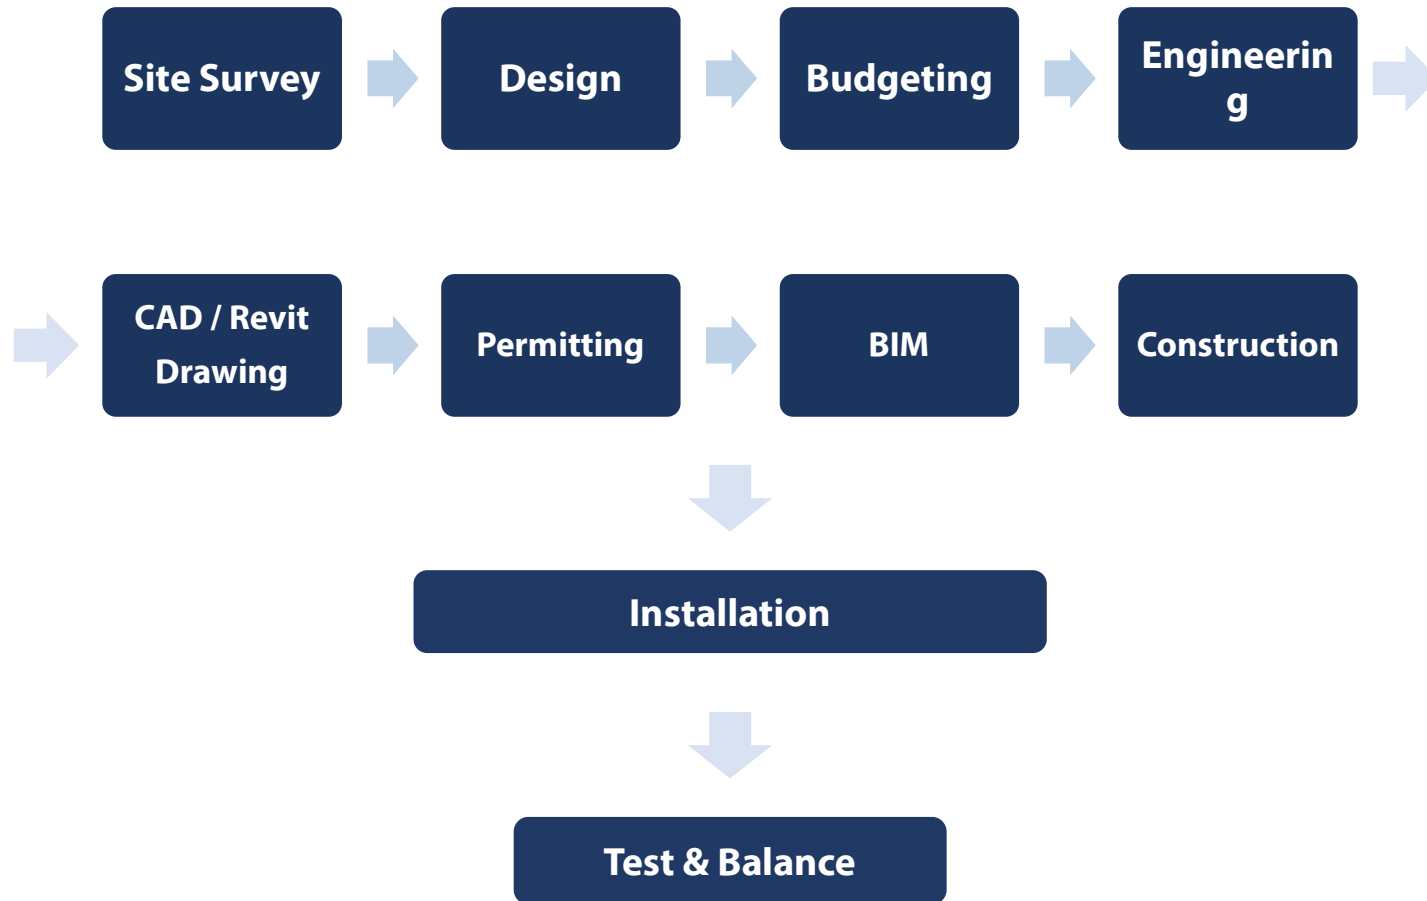 Site Survey
Design
Budgeting
Engineerin
g
CAD / Revit
Drawing
Permitting
BIM
Construction
Installation
Test & Balance